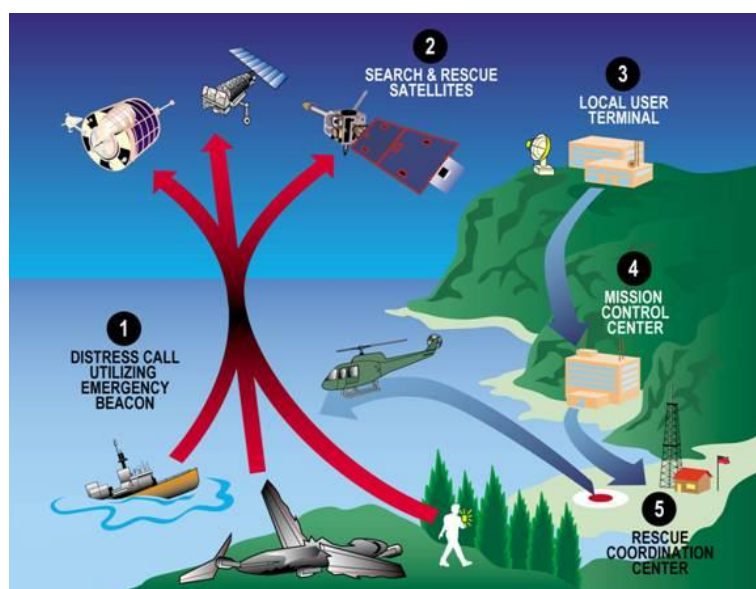 1
DISTRESS CALL
UTILIZING
EMERGENCY
BEACON
2
SEARCH & RESCUE
SATELLITES
3
LOCAL USER
TERMINAL
4
MISSION
CONTROL
CENTER
5
RESCUE
COORDINATION
CENTER